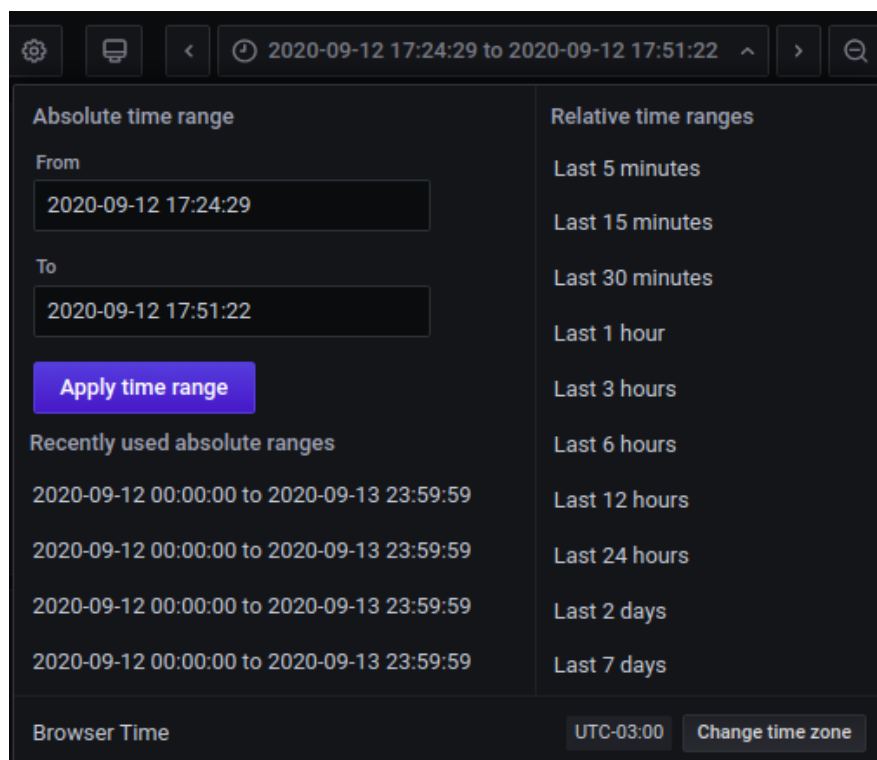 2020-09-12 17:24:29 to 2020-09-12 17:51:22
Absolute time range
From
2020-09-12 17:24:29
To
2020-09-12 17:51:22
Apply time range
Recently used absolute ranges
2020-09-12 00:00:00 to 2020-09-13 23:59:59
2020-09-12 00:00:00 to 2020-09-13 23:59:59
2020-09-12 00:00:00 to 2020-09-13 23:59:59
2020-09-12 00:00:00 to 2020-09-13 23:59:59
Relative time ranges
Last 5 minutes
Last 15 minutes
Last 30 minutes
Last 1 hour
Last 3 hours
Last 6 hours
Last 12 hours
Last 24 hours
Last 2 days
Last 7 days
Browser Time
UTC-03:00
Change time zone